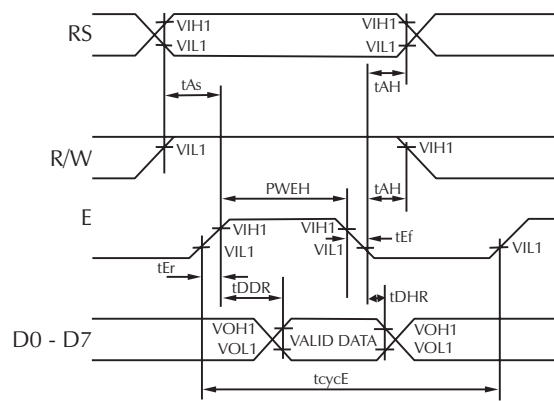 RS
VIH1
VIH1
VIL1
VIL1
tAs
tAH
R/W
VIL1
VIH1
PWEH
tAH
E
VIH1
VIH1
tEf
VIL1
VIL1
VIL1
tEr
tDDR
tDHR
D0 - D7
VOH1
VALID DATA
VOH1
VOL1
VOL1
tcycE